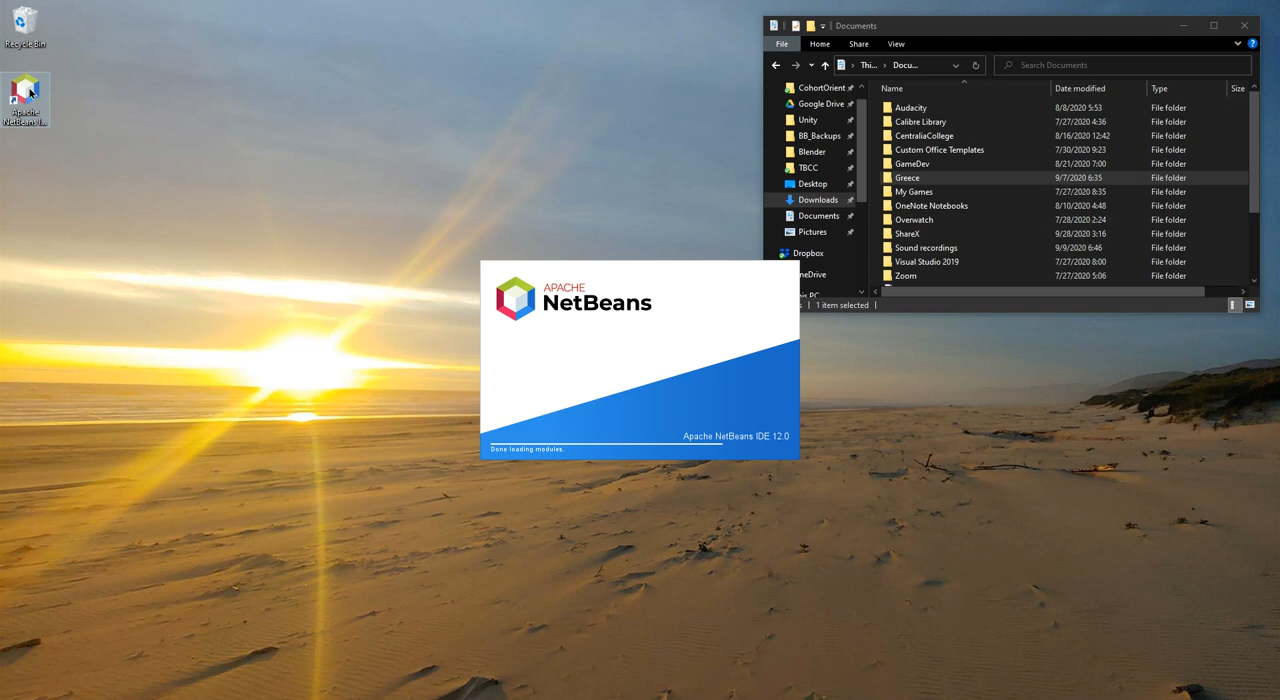 Recycle Bin
Apache
NetBeans I...
Documents
File Home Share View
Thi... Docu...
Search Documents
CohortOrient
Google Drive
Unity
BB_Backups
Blender
TBCC
Desktop
Downloads
Documents
Pictures
Dropbox
Name Date modified Type Size
Audacity 8/8/2020 5:53 File folder
Calibre Library 7/27/2020 4:36 File folder
CentraliaCollege 8/16/2020 12:42 File folder
Custom Office Templates 7/30/2020 9:23 File folder
GameDev 8/21/2020 7:00 File folder
Greece 9/7/2020 6:35 File folder
My Games 7/27/2020 8:35 File folder
OneNote Notebooks 8/10/2020 4:48 File folder
Overwatch 7/28/2020 2:24 File folder
ShareX 9/28/2020 3:16 File folder
Sound recordings 9/9/2020 6:46 File folder
Visual Studio 2019 7/27/2020 8:00 File folder
Zoom 7/27/2020 5:06 File folder
1 item selected
APACHE
NetBeans
Apache NetBeans IDE 12.0
Done loading modules.